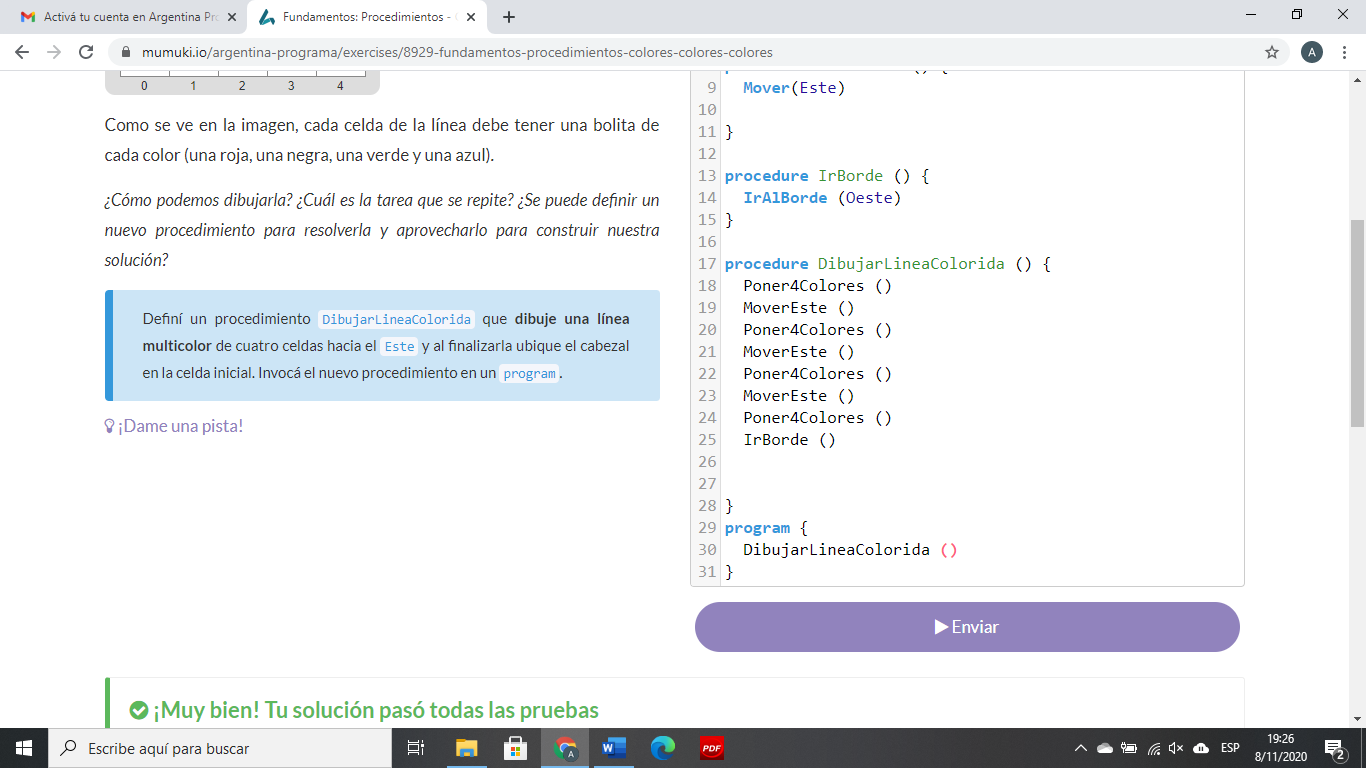 Activá tu cuenta en Argentina Pro
Fundamentos: Procedimientos -
mumuki.io/argentina-programa/exercises/8929-fundamentos-procedimientos-colores-colores-colores
A
0 1 2 3 4
Como se ve en la imagen, cada celda de la línea debe tener una bolita de
cada color (una roja, una negra, una verde y una azul).
¿Cómo podemos dibujarla? ¿Cuál es la tarea que se repite? ¿Se puede definir un
nuevo procedimiento para resolverla y aprovecharlo para construir nuestra
solución?
Definí un procedimiento DibujarLineaColorida que dibuje una línea
multicolor de cuatro celdas hacia el Este y al finalizarla ubique el cabezal
en la celda inicial. Invocá el nuevo procedimiento en un program.
¡Dame una pista!
9 Mover(Este)
10
11 }
12
13 procedure IrBorde () {
14 IrAlBorde (Oeste)
15 }
16
17 procedure DibujarLineaColorida () {
18 Poner4Colores ()
19 MoverEste ()
20 Poner4Colores ()
21 MoverEste ()
22 Poner4Colores ()
23 MoverEste ()
24 Poner4Colores ()
25 IrBorde ()
26
27
28 }
29 program {
30 DibujarLineaColorida ()
31 }
Enviar
¡Muy bien! Tu solución pasó todas las pruebas
Escribe aquí para buscar
A
W
PDF
ESP
19:26
8/11/2020
2